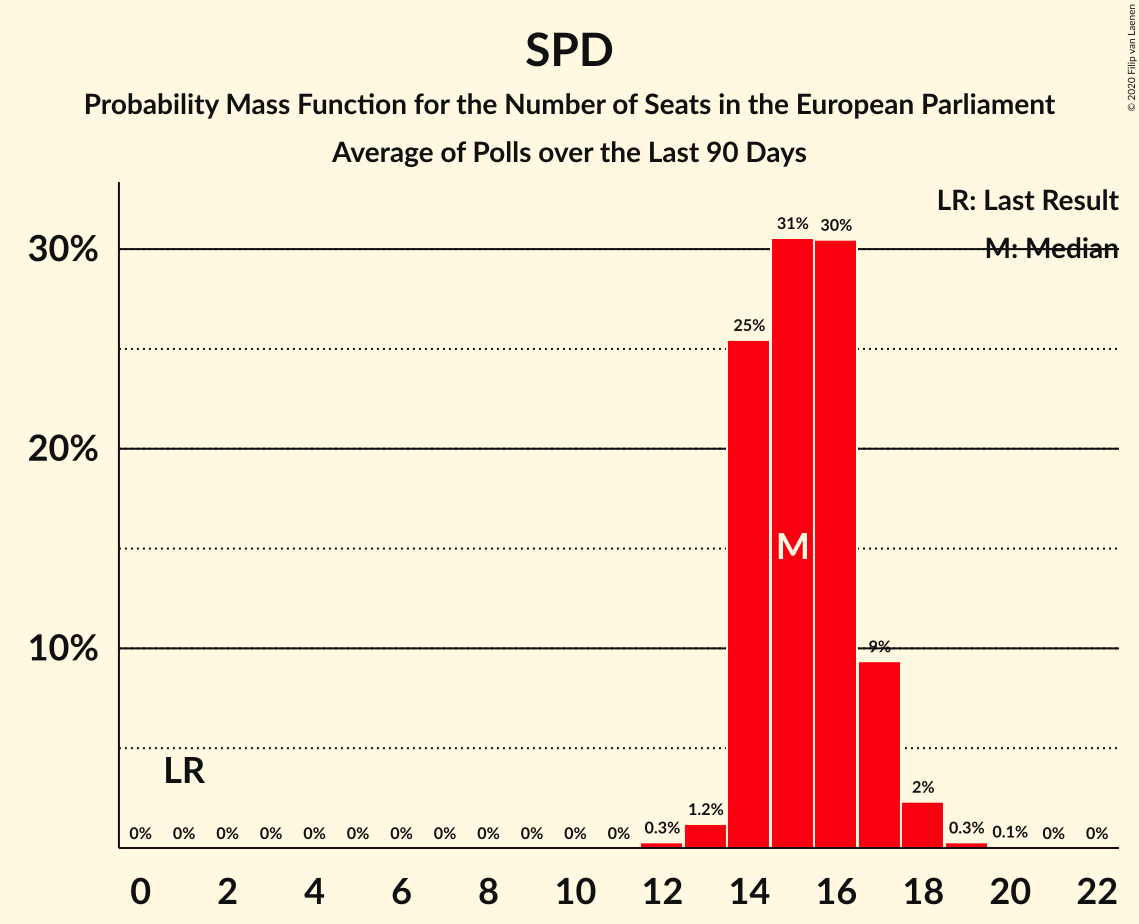 SPD
Probability Mass Function for the Number of Seats in the European Parliament
Average of Polls over the Last 90 Days
© 2020 Filip van Laenen
LR: Last Result
M: Median
30%
20%
10%
0% 0% 0% 0% 0% 0% 0% 0% 0% 0% 0% 0% 0.3% 1.2% 25% 31% 30% 9% 2% 0.3% 0.1% 0% 0%
LR
M
0 2 4 6 8 10 12 14 16 18 20 22